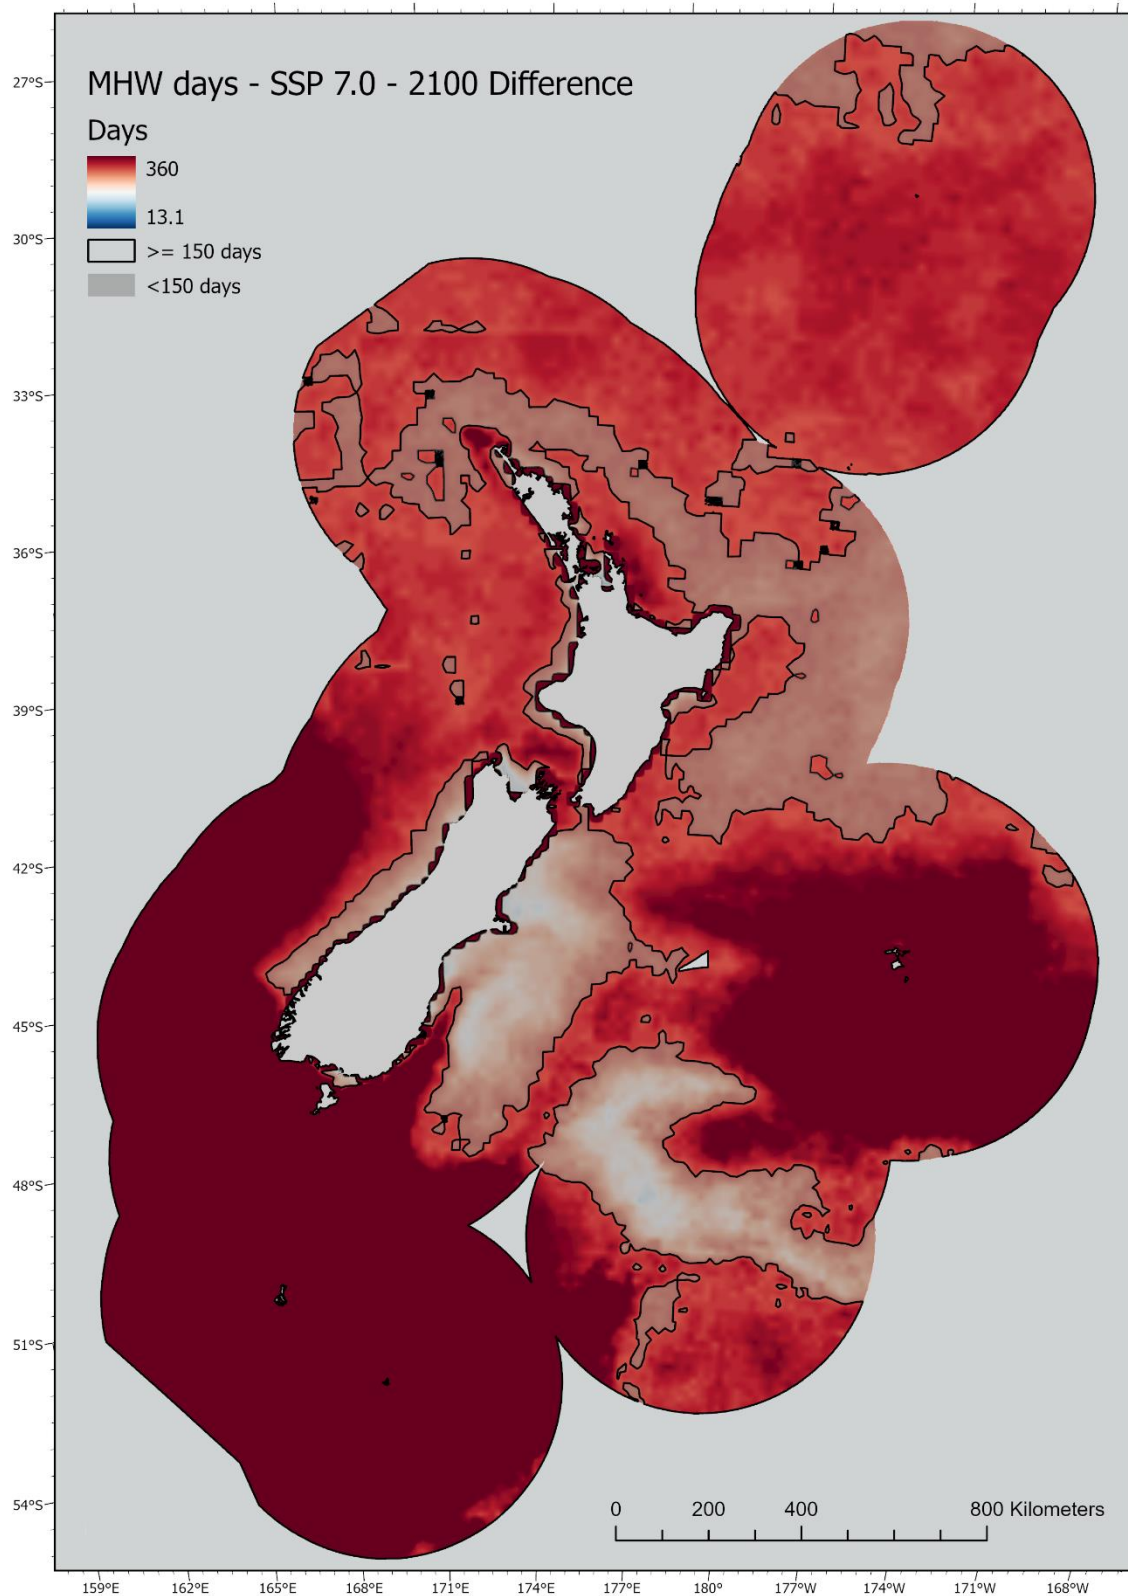 MHW days - SSP 7.0 - 2100 Difference
Days
360
13.1
>= 150 days
<150 days
27°S
30°S
33°S
36°S
39°S
42°S
45°S
48°S
51°S
54°S
0 200 400 800 Kilometers
159°E 162°E 165°E 168°E 171°E 174°E 177°E 180° 177°W 174°W 171°W 168°W